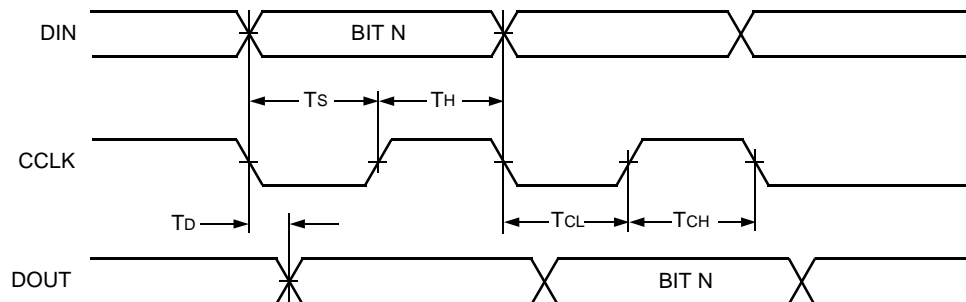 DIN
BIT N
TS
TH
CCLK
TD
TCL
TCH
DOUT
BIT N